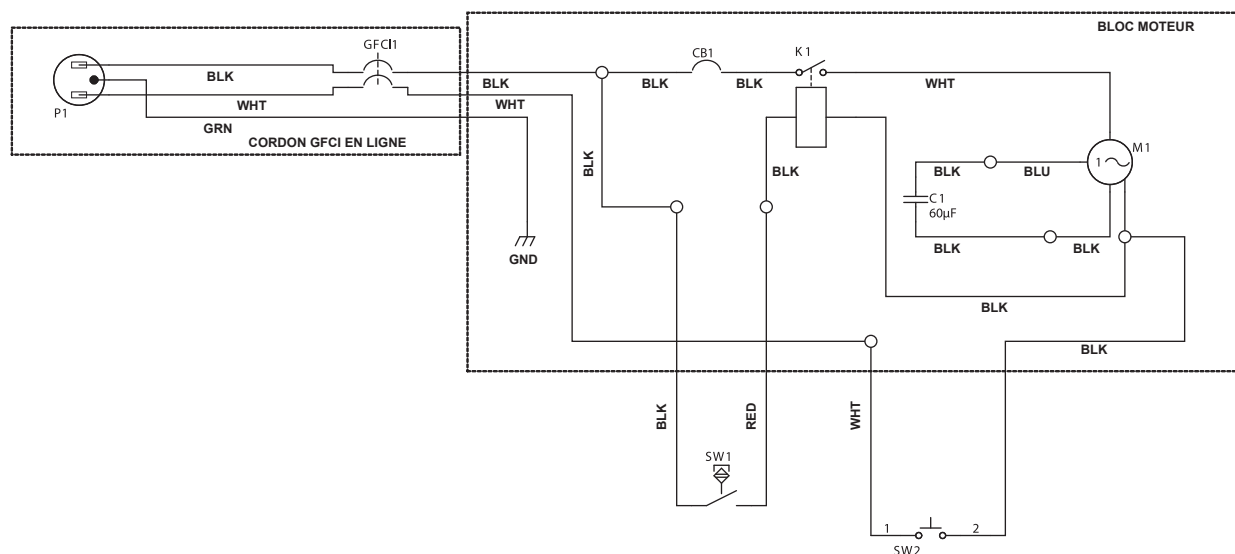 BLOC MOTEUR
GFCI1
CB1
K1
BLK
BLK
BLK
BLK
WHT
P1
WHT
WHT
GRN
CORDON GFCI EN LIGNE
M1
1
BLK
BLK
BLK
BLU
C1
60µF
BLK
BLK
GND
BLK
BLK
BLK
RED
WHT
SW1
1
2
SW2